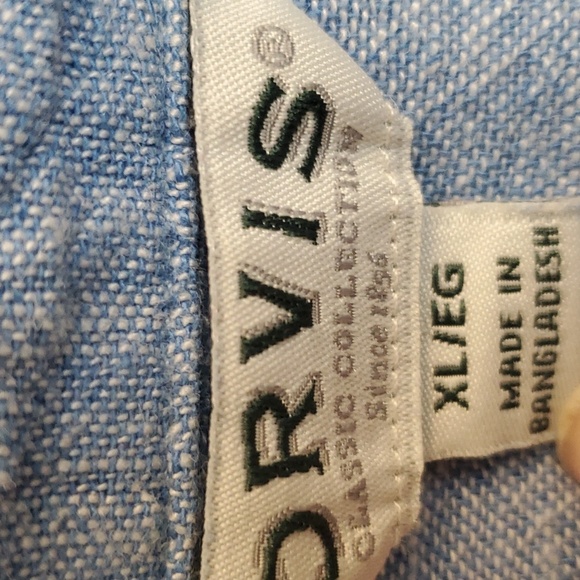 ORVIS®
CLASSIC COLLECTION
Since 1856
XL/EG
MADE IN
BANGLADESH